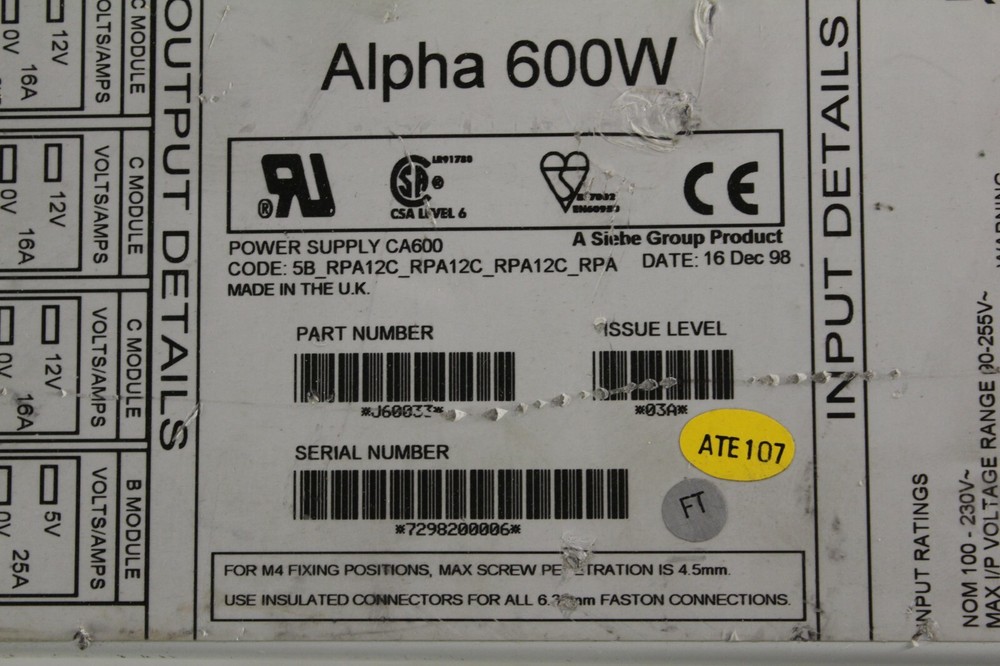 Alpha 600W
LR91780
CSA LEVEL 6
CE
A Siebe Group Product
POWER SUPPLY CA600
CODE: 5B_RPA12C_RPA12C_RPA12C_RPA
DATE: 16 Dec 98
MADE IN THE U.K.
PART NUMBER
*J60033*
ISSUE LEVEL
*03A*
SERIAL NUMBER
*7298200006*
ATE107
FT
FOR M4 FIXING POSITIONS, MAX SCREW IS 4.5mm.
USE INSULATED CONNECTORS FOR ALL FASTON CONNECTIONS.
OUTPUT DETAILS
C MODULE
VOLTS/AMPS
12V
0V 16A
C MODULE
VOLTS/AMPS
12V
0V 16A
C MODULE
VOLTS/AMPS
12V
0V 16A
B MODULE
VOLTS/AMPS
5V
0V 25A
INPUT DETAILS
INPUT RATINGS
NOM 100 - 230V~
MAX I/P VOLTAGE RANGE 90-255V~
WARNING